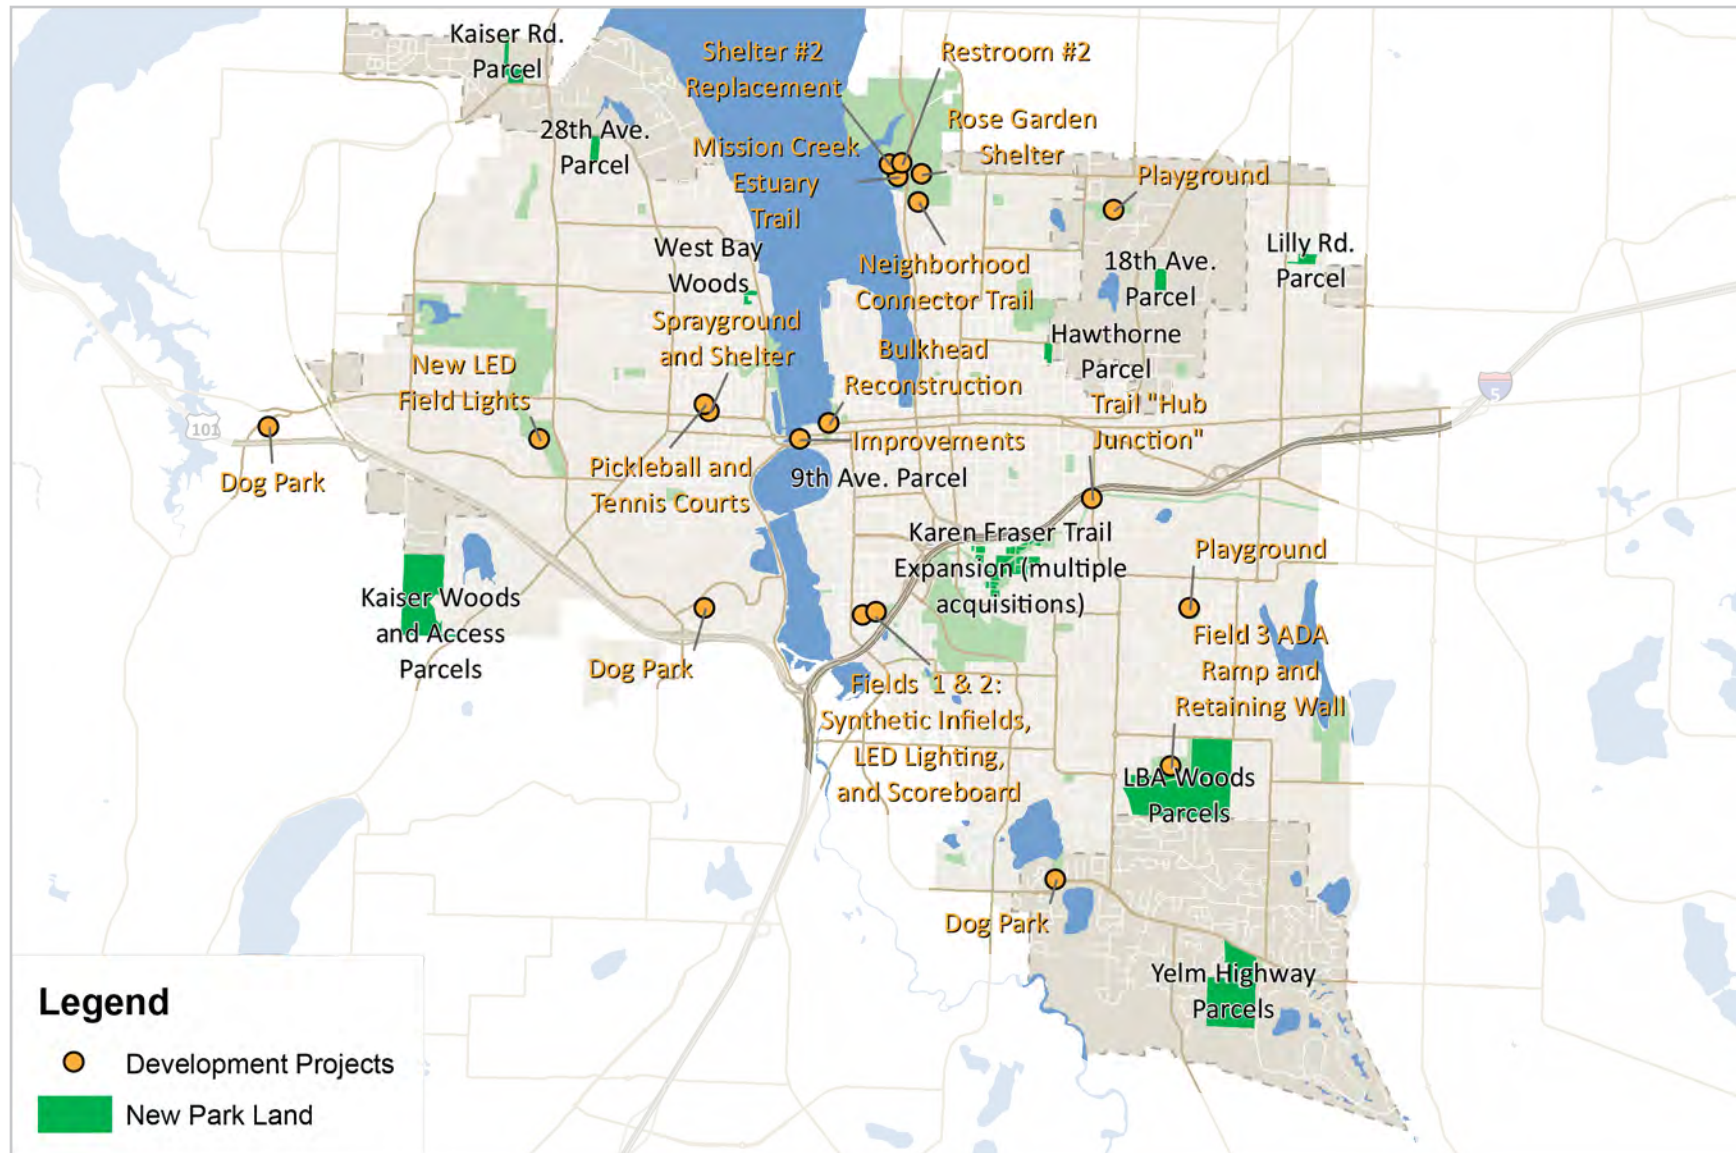 Kaiser Rd.
Parcel
28th Ave.
Parcel
Shelter #2
Replacement
Restroom #2
Rose Garden
Shelter
Mission Creek
Estuary
Trail
Playground
West Bay
Woods
Sprayground
and Shelter
Neighborhood
Connector Trail
18th Ave.
Parcel
Lilly Rd.
Parcel
Hawthorne
Parcel
Bulkhead
Reconstruction
New LED
Field Lights
Trail "Hub
Junction"
5
101
Dog Park
Pickleball and
Tennis Courts
Improvements
9th Ave. Parcel
Karen Fraser Trail
Expansion (multiple
acquisitions)
Playground
Kaiser Woods
and Access
Parcels
Dog Park
Field 3 ADA
Ramp and
Retaining Wall
Fields 1 & 2:
Synthetic Infields,
LED Lighting,
and Scoreboard
LBA Woods
Parcels
Dog Park
Yelm Highway
Parcels
Legend
Development Projects
New Park Land